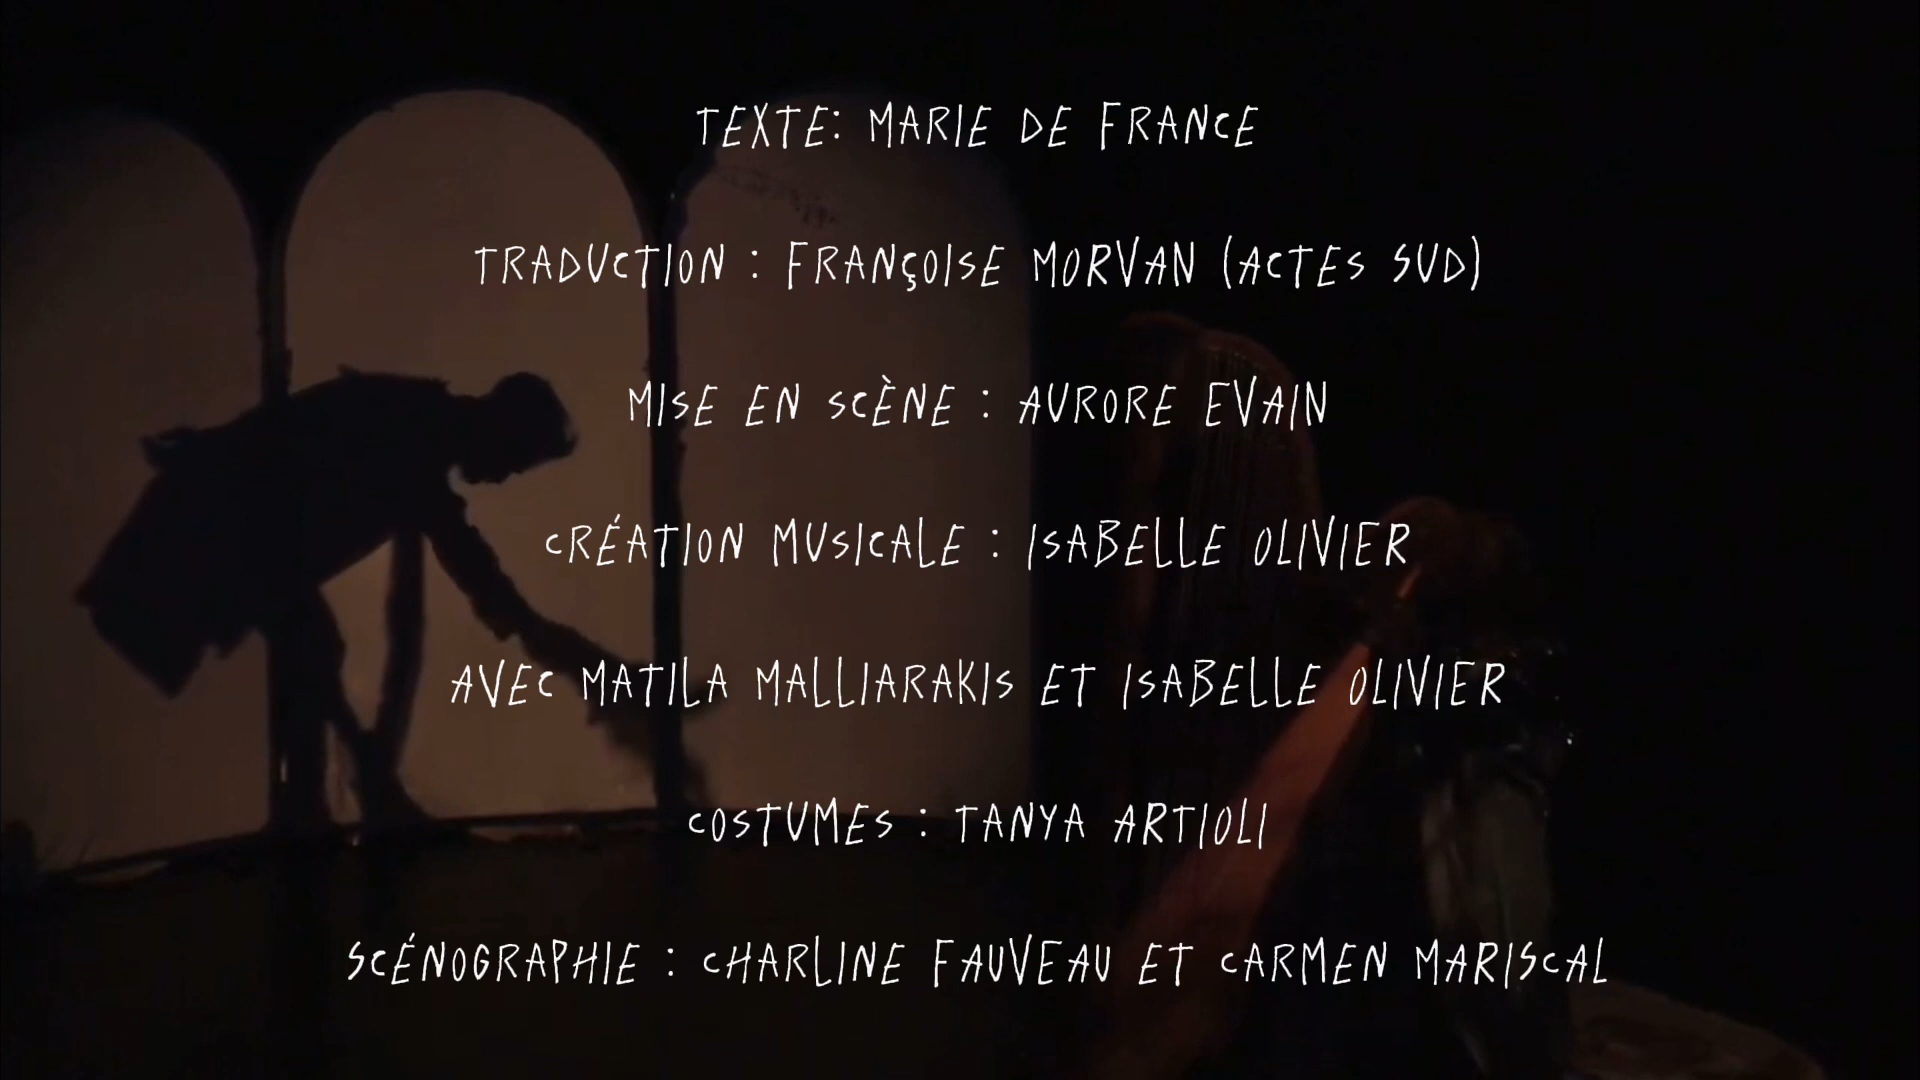 TEXTE: MARIE DE FRANCE
TRADUCTION : FRANÇOISE MORVAN (ACTES SUD)
MISE EN SCÈNE : AURORE EVAIN
CRÉATION MUSICALE : ISABELLE OLIVIER
AVEC MATILA MALLIARAKIS ET ISABELLE OLIVIER
COSTUMES : TANYA ARTIOLI
SCÉNOGRAPHIE : CHARLINE FAUVEAU ET CARMEN MARISCAL